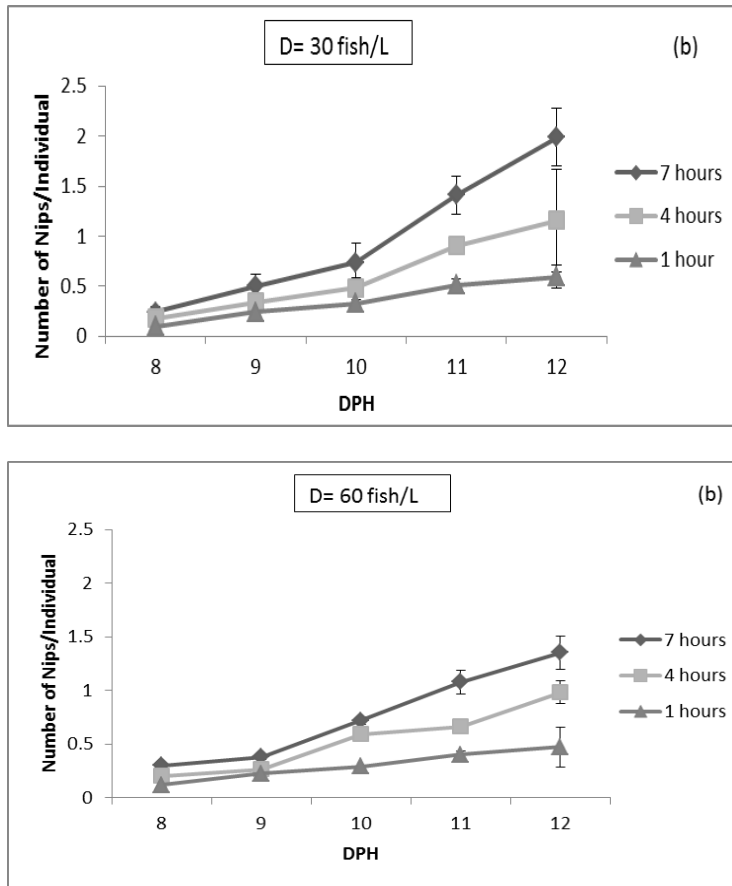 D= 30 fish/L
(b)
Number of Nips/Individual
2.5
2
1.5
1
0.5
0
8 9 10 11 12
DPH
7 hours
4 hours
1 hour
D= 60 fish/L
(b)
Number of Nips/Individual
2.5
2
1.5
1
0.5
0
8 9 10 11 12
DPH
7 hours
4 hours
1 hours